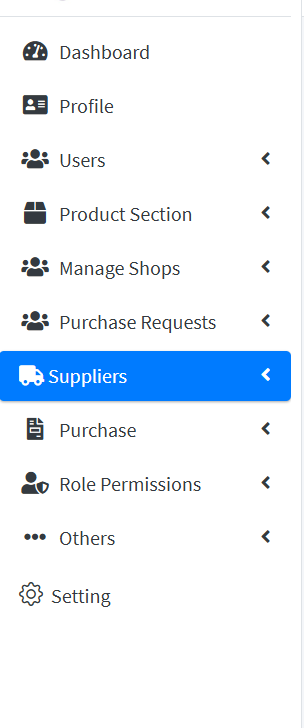 Dashboard
Profile
Users
Product Section
Manage Shops
Purchase Requests
Suppliers
Purchase
Role Permissions
Others
Setting